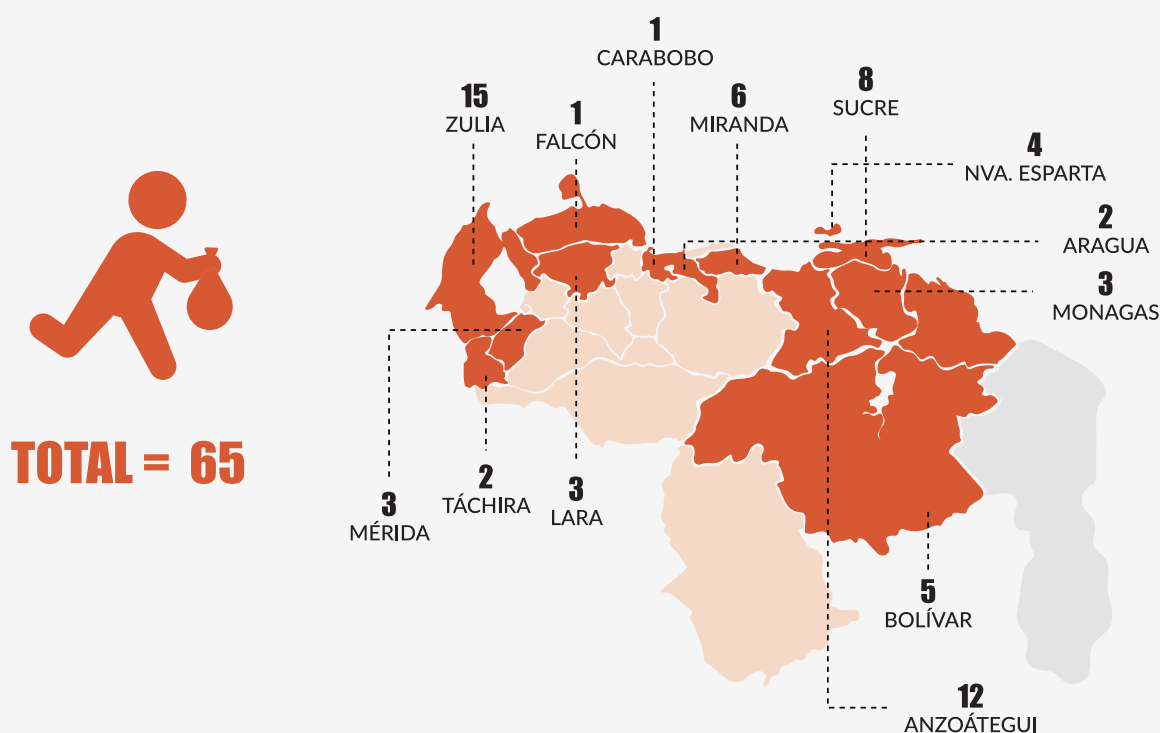 1
CARABOBO
15
ZULIA
1
FALCÓN
6
MIRANDA
8
SUCRE
4
NVA. ESPARTA
2
ARAGUA
3
MONAGAS
TOTAL = 65
3
MÉRIDA
2
TÁCHIRA
3
LARA
5
BOLÍVAR
12
ANZOÁTEGUI